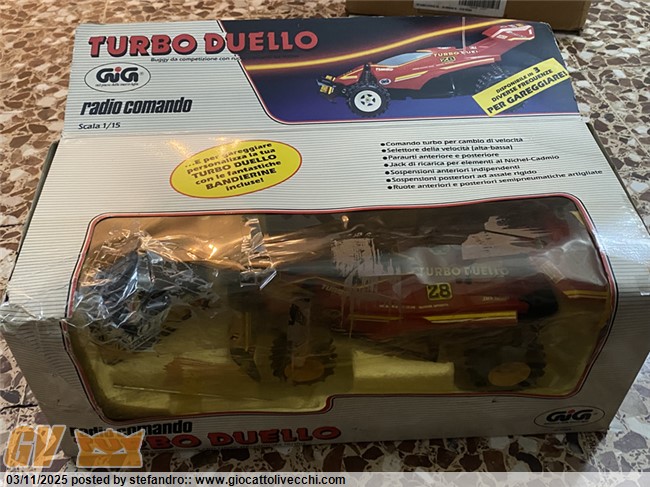 TURBO DUELLO
Buggy da competizione con
GiG
radio comando
Scala 1/15
TURBO DUEL
28
DISPONIBILE IN 3
DIVERSE FREQUENZE
PER GAREGGIARE!
...E per gareggiare
personalizza la tua
TURBO DUELLO
con le fantastiche
BANDIERINE
incluse!
•Comando turbo per cambio di velocità
•Selettore della velocità (alta-bassa)
•Paraurti anteriore e posteriore
•Jack di ricarica per elementi al Nichel-Cadmio
•Sospensioni anteriori indipendenti
•Sospensioni posteriori ad assale rigido
•Ruote anteriori e posteriori semipneumatiche artigliate
TURBO DUELLO
28
radio comando
TURBO DUELLO
GiG
GV
03/11/2025 posted by stefandro:: www.giocattolivecchi.com